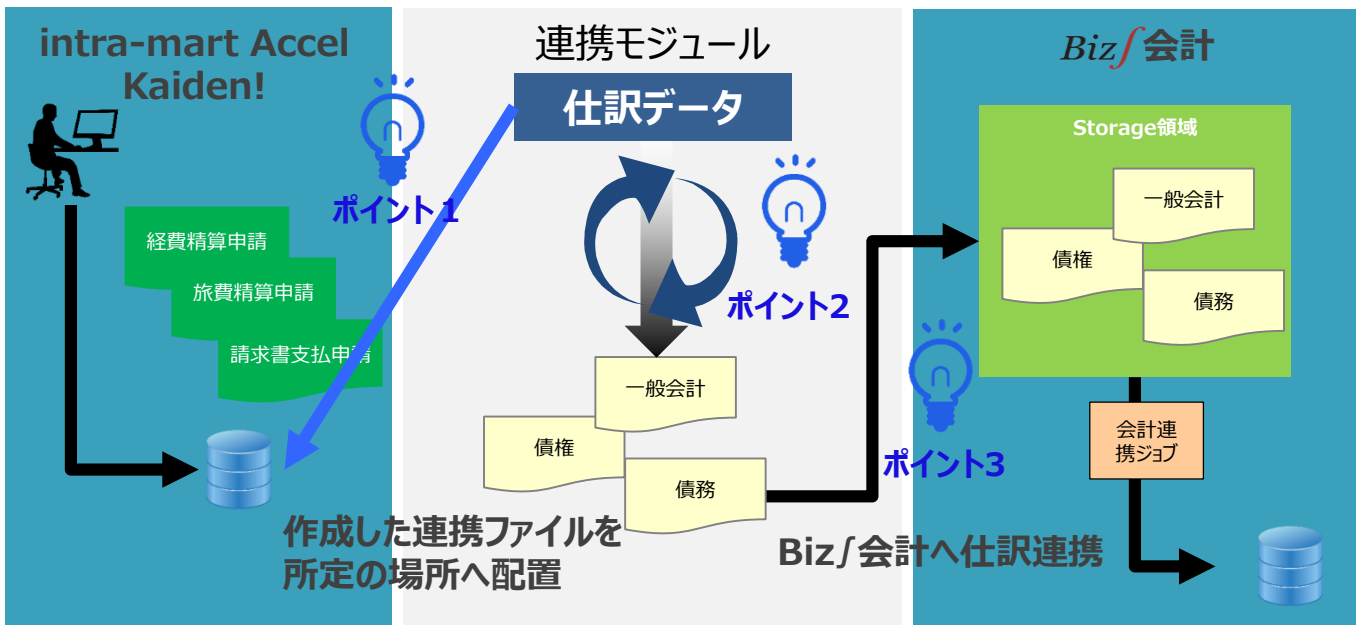 intra-mart Accel
Kaiden!
経費精算申請
旅費精算申請
請求書支払申請
連携モジュール
仕訳データ
ポイント１
ポイント2
一般会計
債権
債務
作成した連携ファイルを
所定の場所へ配置
ポイント3
Biz∫会計へ仕訳連携
Biz∫会計
Storage領域
一般会計
債権
債務
会計連
携ジョブ